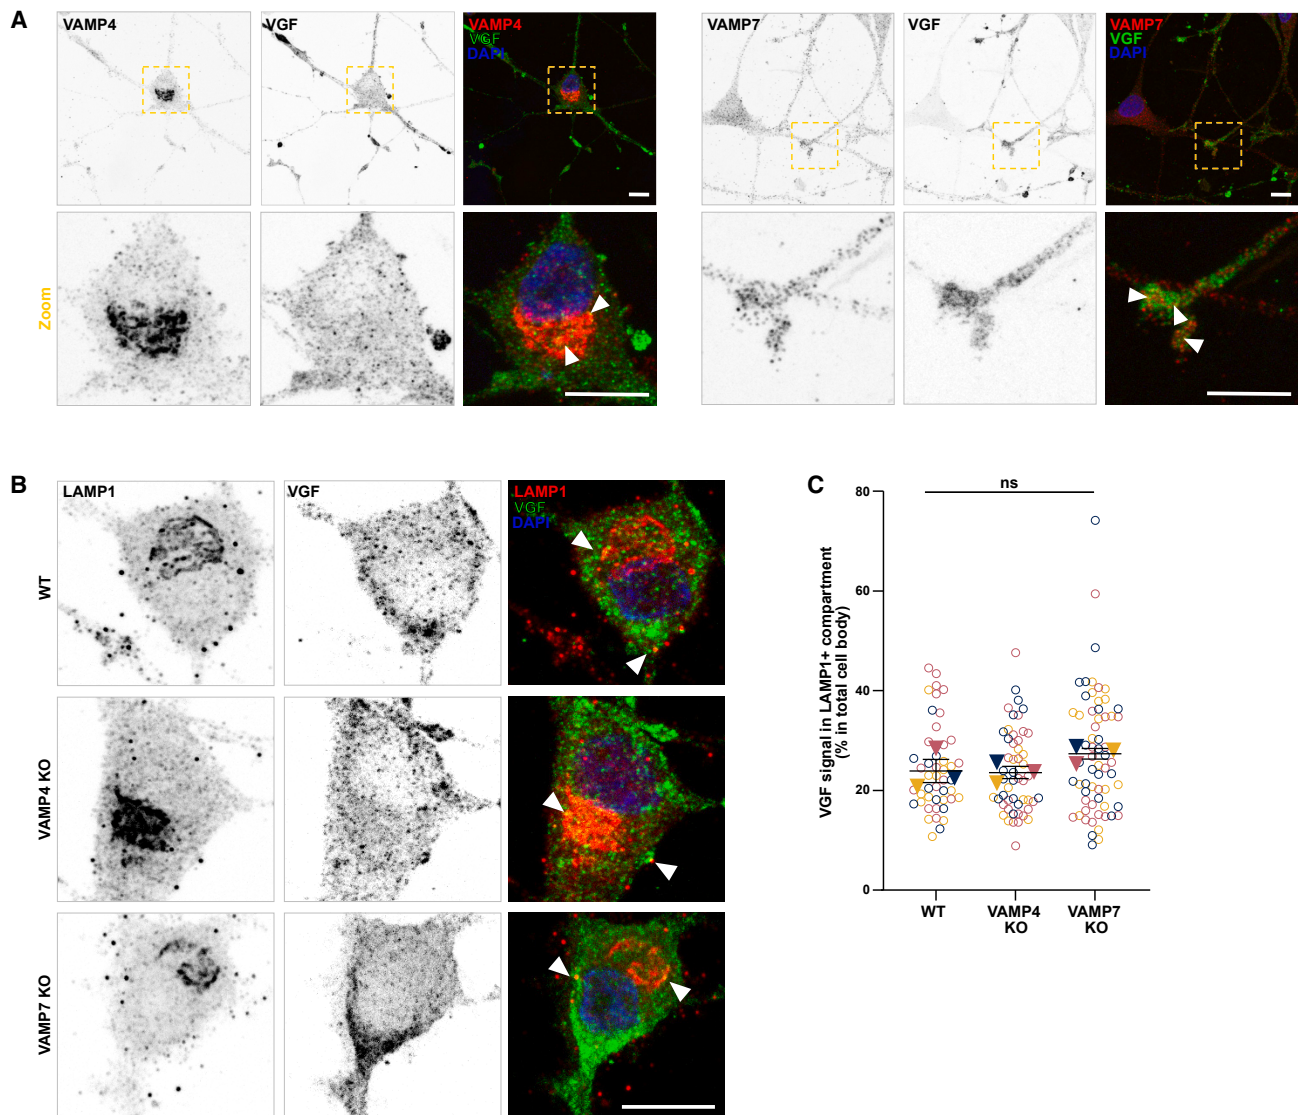 A
VAMP4
VGF
VAMP4
VGF
DAPI
VAMP7
VGF
VAMP7
VGF
DAPI
Zoom
B
LAMP1
VGF
LAMP1
VGF
DAPI
WT
VAMP4 KO
VAMP7 KO
C
VGF signal in LAMP1+ compartment
(% in total cell body)
80
60
40
20
0
ns
WT
VAMP4
KO
VAMP7
KO